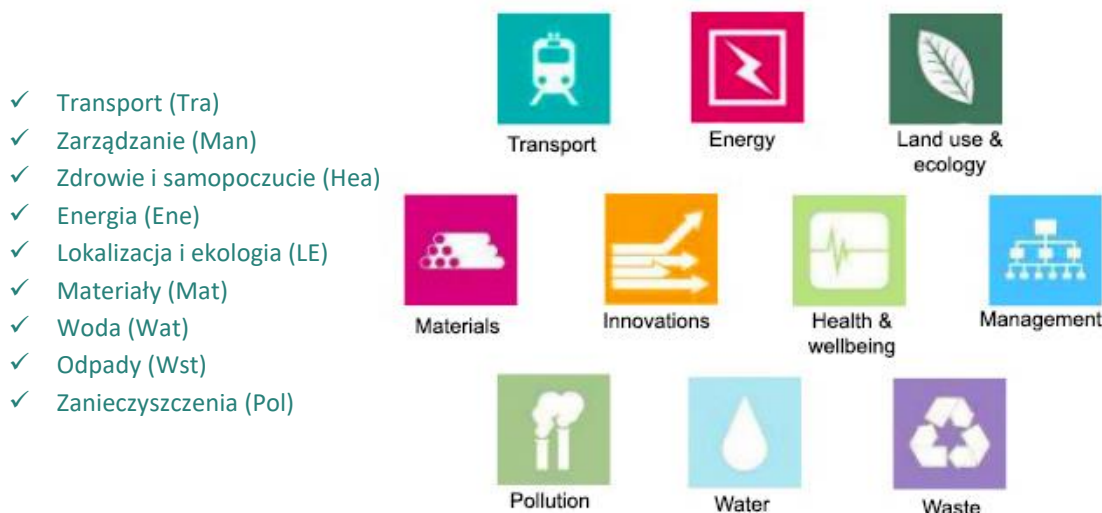 ✓ Transport (Tra)
✓ Zarządzanie (Man)
✓ Zdrowie i samopoczucie (Hea)
✓ Energia (Ene)
✓ Lokalizacja i ekologia (LE)
✓ Materiały (Mat)
✓ Woda (Wat)
✓ Odpady (Wst)
✓ Zanieczyszczenia (Pol)
Transport
Energy
Land use &
ecology
Materials
Innovations
Health &
wellbeing
Management
Pollution
Water
Waste